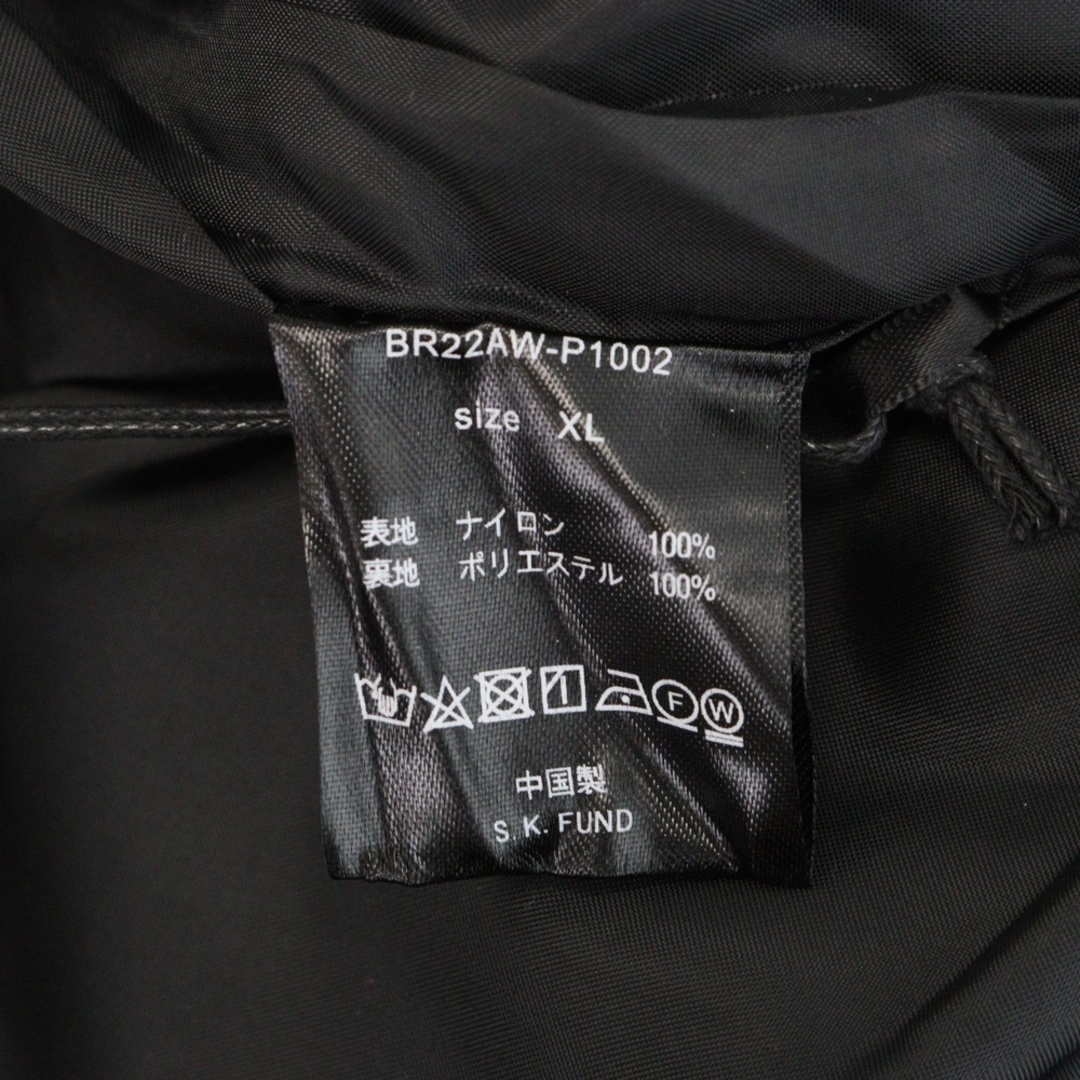 BR22AW-P1002
size XL
表地 ナイロン 100%
裏地 ポリエステル 100%
F W
中国製
S.K. FUND